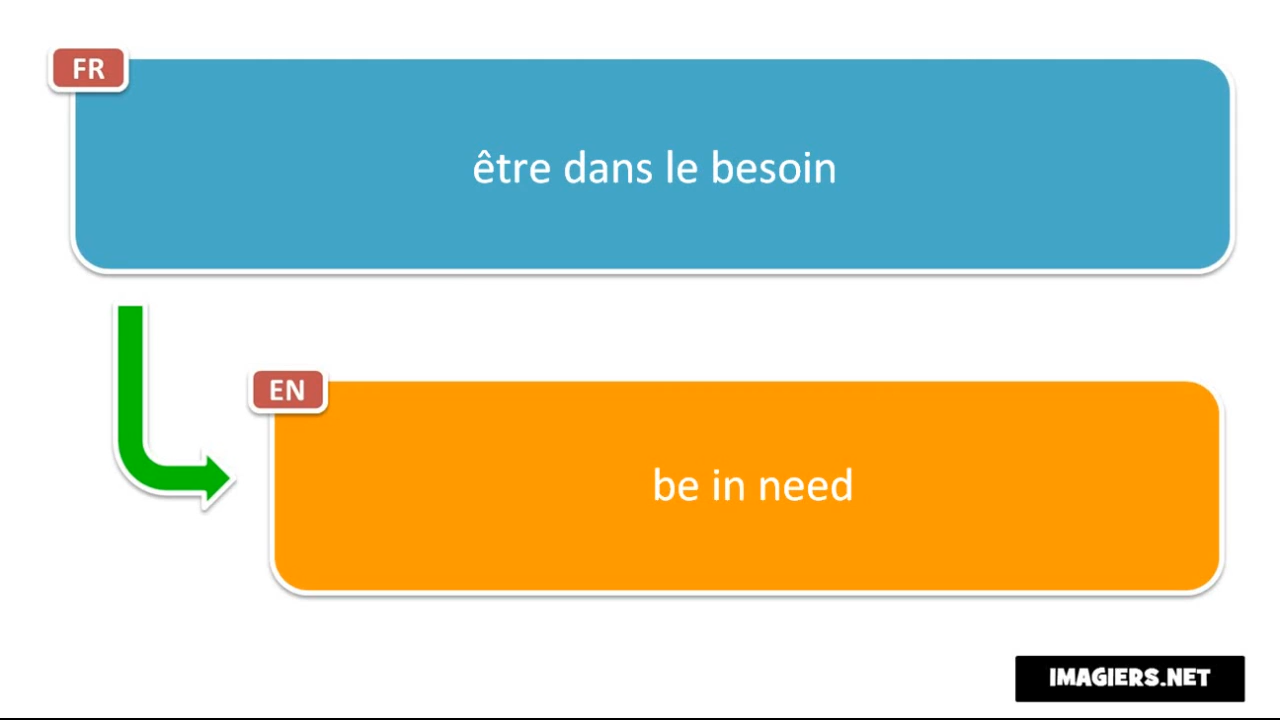 FR
être dans le besoin
EN
be in need
IMAGIERS.NET